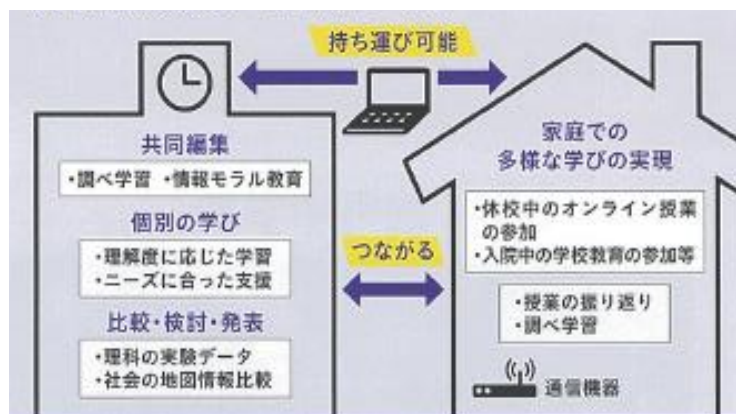 持ち運び可能
共同編集
・調べ学習 ・情報モラル教育
個別の学び
・理解度に応じた学習
・ニーズに合った支援
比較・検討・発表
・理科の実験データ
・社会の地図情報比較
つながる
家庭での
多様な学びの実現
・休校中のオンライン授業
の参加
・入院中の学校教育の参加等
・授業の振り返り
・調べ学習
通信機器